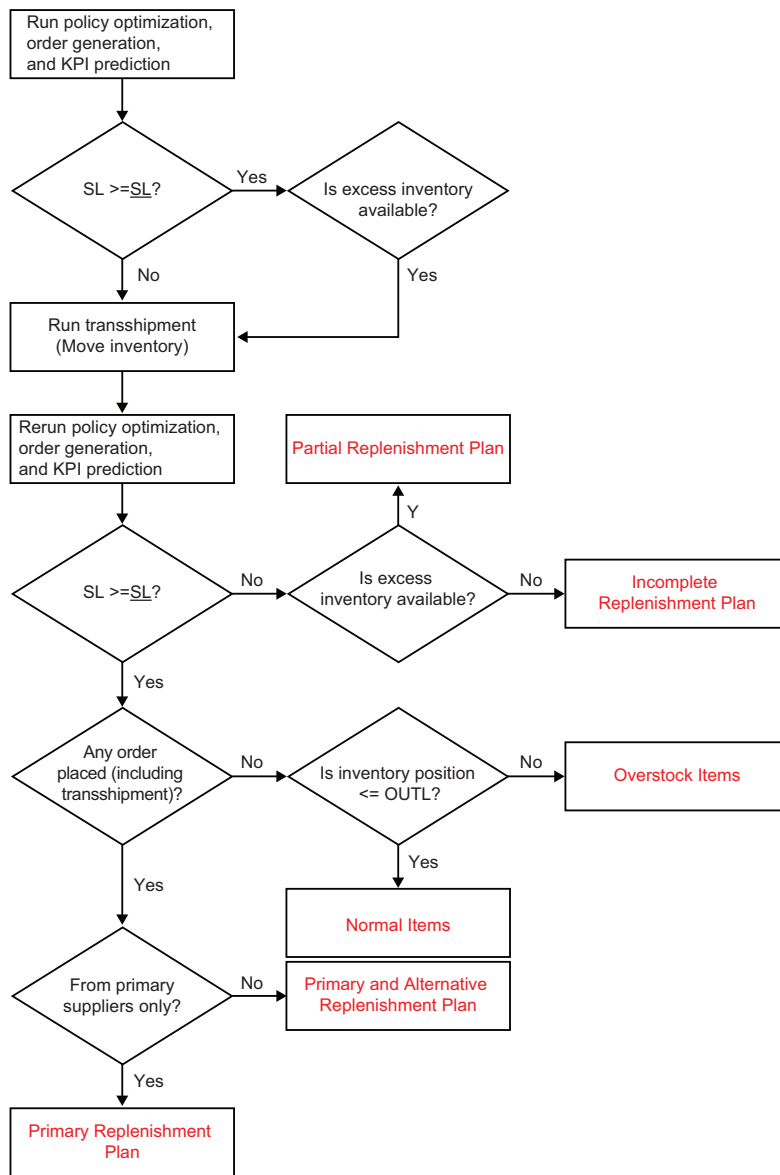 Run policy optimization,
order generation,
and KPI prediction
SL >=SL?
Yes
Is excess inventory
available?
No
Yes
Run transshipment
(Move inventory)
Rerun policy optimization,
order generation,
and KPI prediction
Partial Replenishment Plan
Y
SL >=SL?
No
Is excess
inventory available?
No
Incomplete
Replenishment Plan
Yes
Any order
placed (including
transshipment)?
No
Is inventory position
<= OUTL?
No
Overstock Items
Yes
Yes
Normal Items
From primary
suppliers only?
No
Primary and Alternative
Replenishment Plan
Yes
Primary Replenishment
Plan